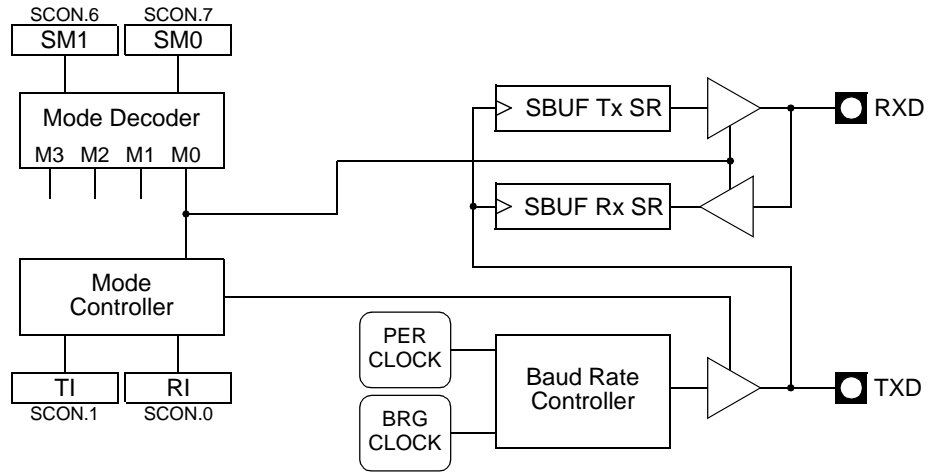 SCON.6 SCON.7
SM1 SM0
Mode Decoder
M3 M2 M1 M0
SBUF Tx SR
RXD
SBUF Rx SR
Mode
Controller
TI RI
SCON.1 SCON.0
PER
CLOCK
BRG
CLOCK
Baud Rate
Controller
TXD